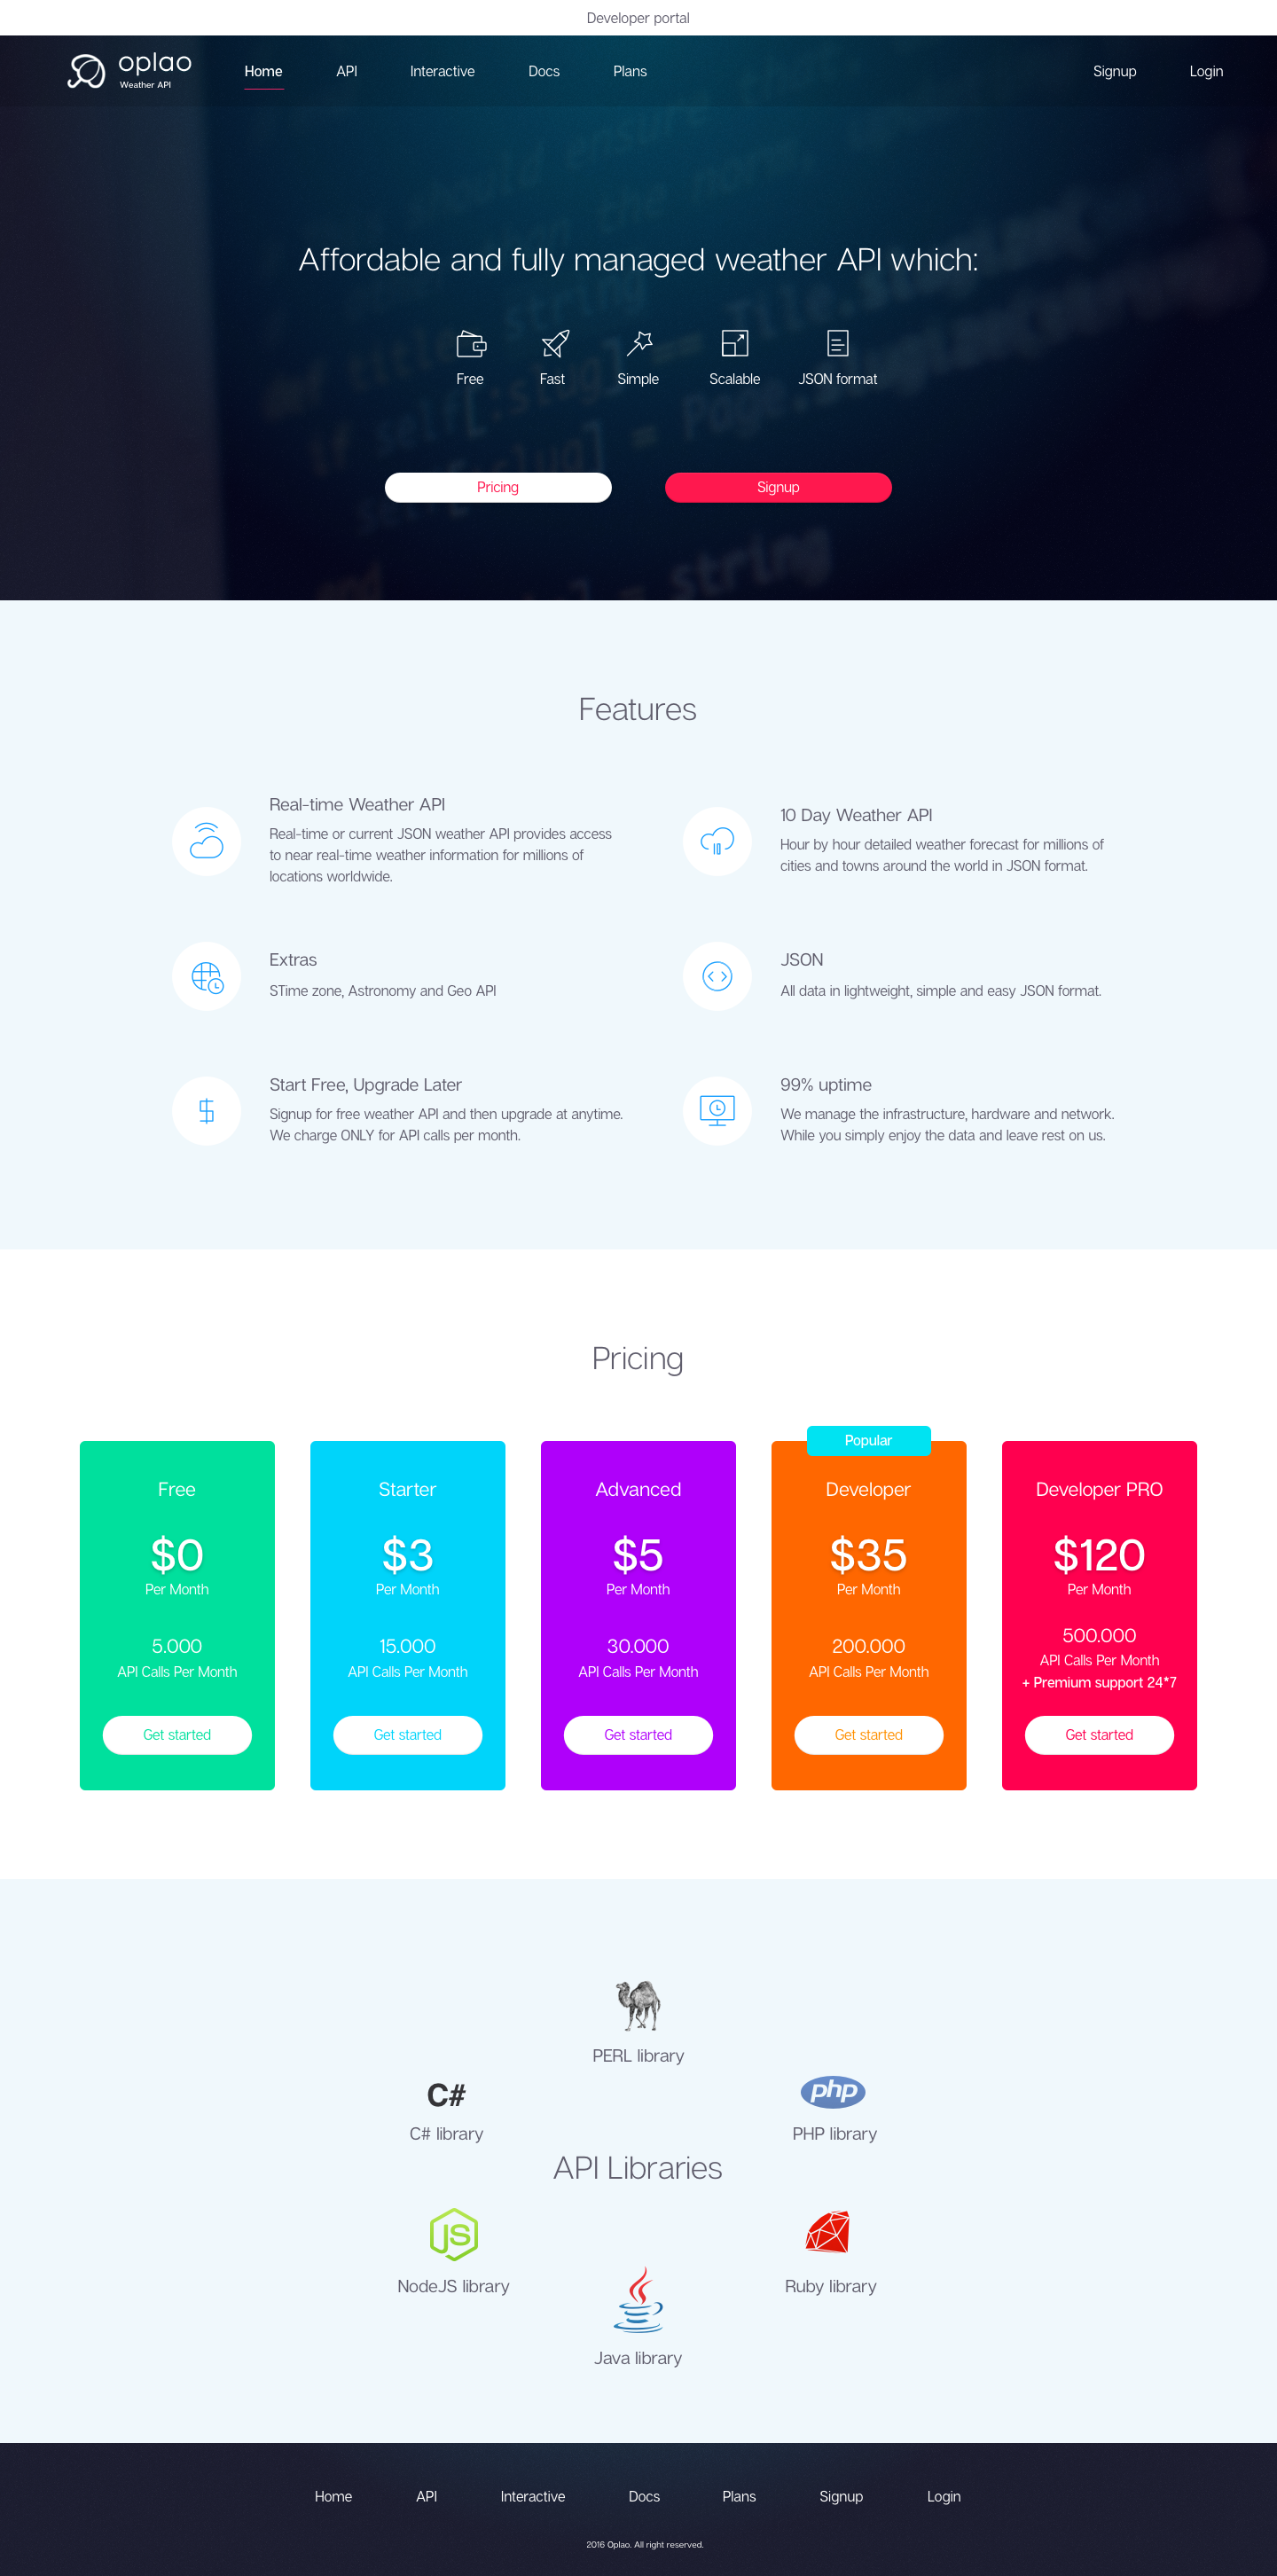 Developer portal
oplao
Weather API
Home
API
Interactive
Docs
Plans
Signup
Login
Affordable and fully managed weather API which:
Free
Fast
Simple
Scalable
JSON format
Pricing
Signup
Features
Real-time Weather API
Real-time or current JSON weather API provides access
to near real-time weather information for millions of
locations worldwide.
10 Day Weather API
Hour by hour detailed weather forecast for millions of
cities and towns around the world in JSON format.
Extras
STime zone, Astronomy and Geo API
JSON
All data in lightweight, simple and easy JSON format.
Start Free, Upgrade Later
Signup for free weather API and then upgrade at anytime.
We charge ONLY for API calls per month.
99% uptime
We manage the infrastructure, hardware and network.
While you simply enjoy the data and leave rest on us.
Pricing
Free
$0
Per Month
5.000
API Calls Per Month
Get started
Starter
$3
Per Month
15.000
API Calls Per Month
Get started
Advanced
$5
Per Month
30.000
API Calls Per Month
Get started
Popular
Developer
$35
Per Month
200.000
API Calls Per Month
Get started
Developer PRO
$120
Per Month
500.000
API Calls Per Month
+ Premium support 24*7
Get started
PERL library
C#
C# library
php
PHP library
API Libraries
JS
NodeJS library
Ruby library
Java library
Home
API
Interactive
Docs
Plans
Signup
Login
2016 Oplao. All right reserved.